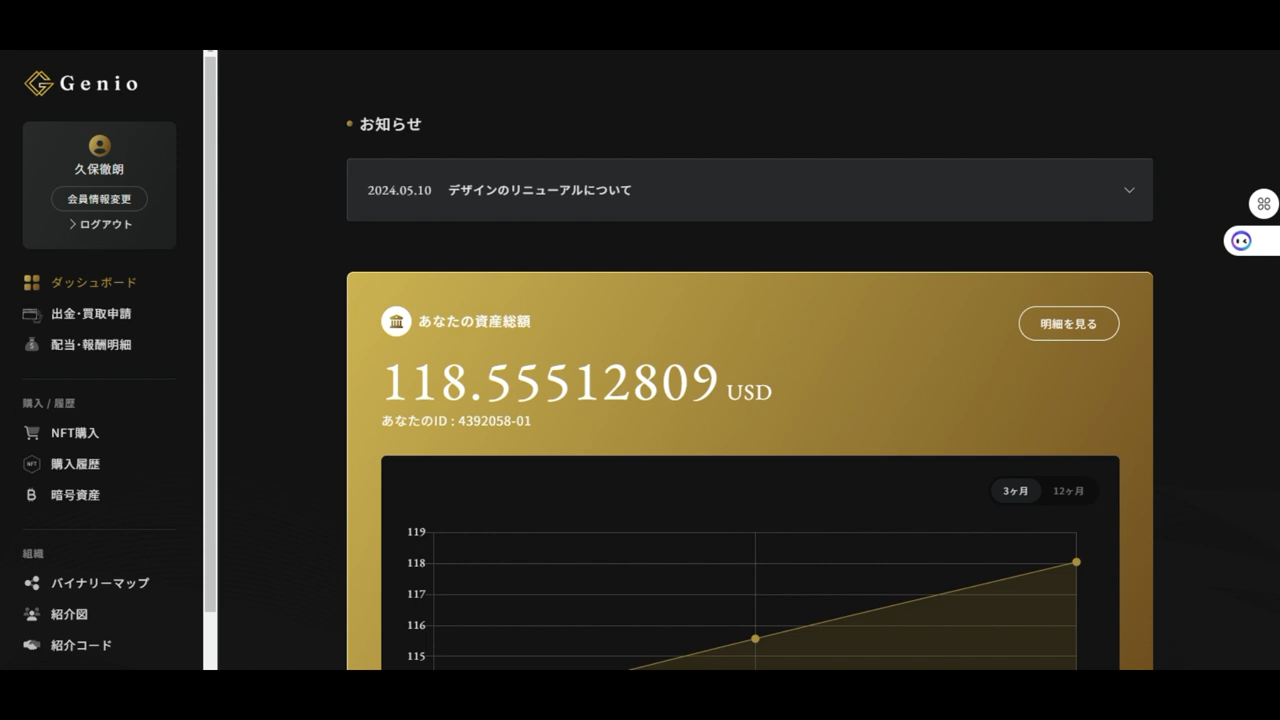 Genio
久保徹朗
会員情報変更
ログアウト
ダッシュボード
出金・買取申請
配当・報酬明細
購入 / 履歴
NFT購入
NFT
購入履歴
暗号資産
組織
バイナリーマップ
紹介図
紹介コード
お知らせ
2024.05.10 デザインのリニューアルについて
あなたの資産総額
明細を見る
118.55512809 USD
あなたのID : 4392058-01
3ヶ月 12ヶ月
119
118
117
116
115